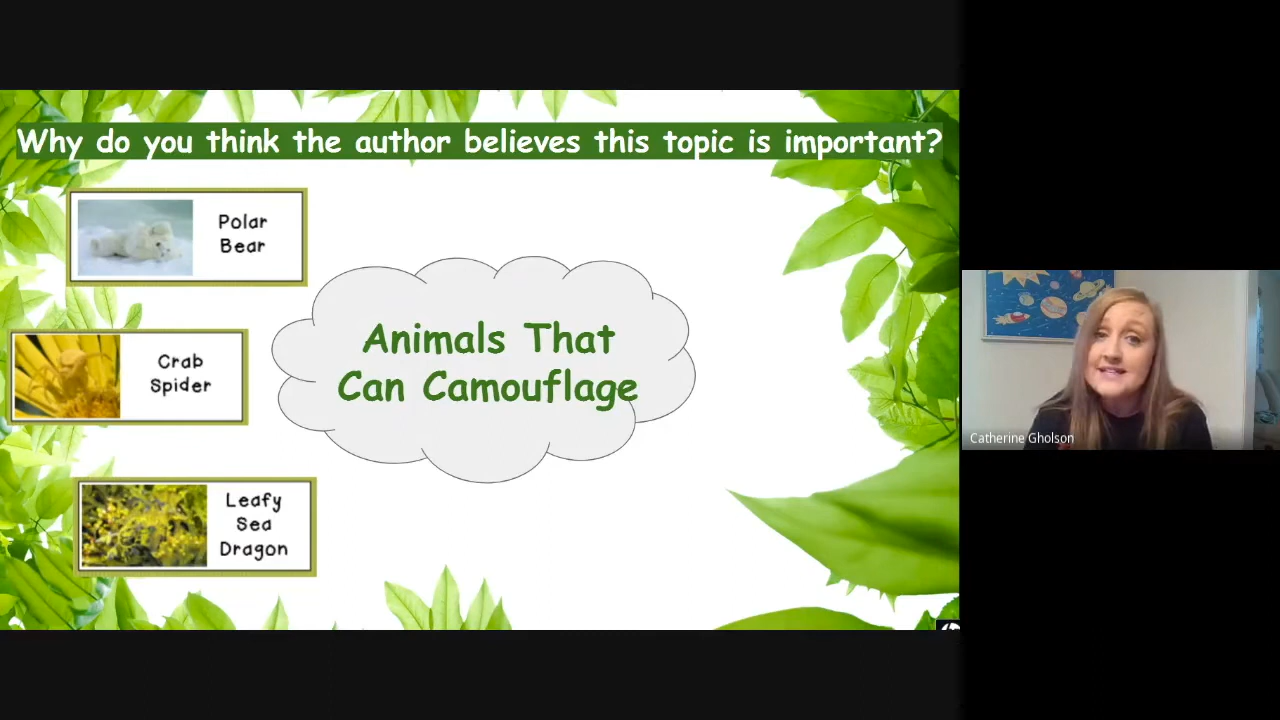 Why do you think the author believes this topic is important?
Polar
Bear
Animals That
Can Camouflage
Crab
Spider
Leafy
Sea
Dragon
Catherine Gholson